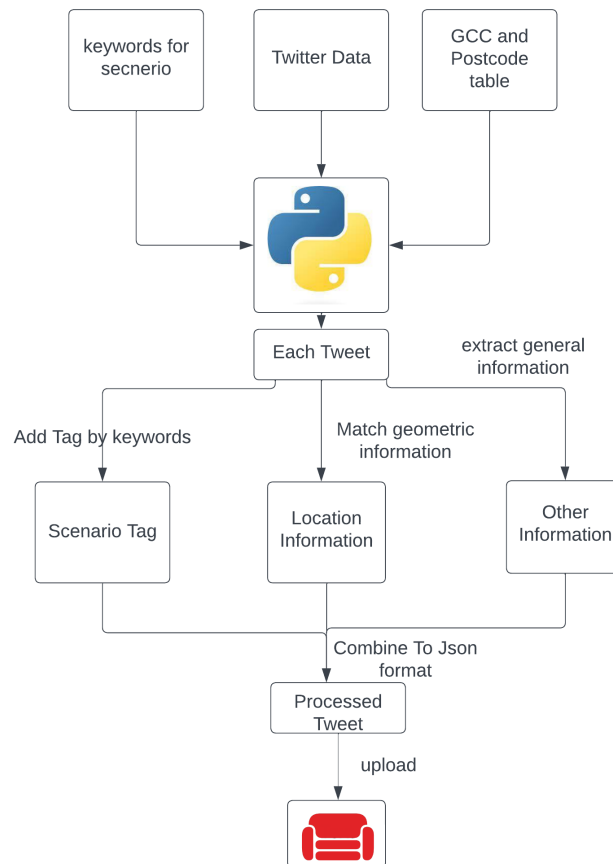 keywords for
secnerio
Twitter Data
GCC and
Postcode
table
Each Tweet
extract general
information
Add Tag by keywords
Match geometric
information
Scenario Tag
Location
Information
Other
Information
Combine To Json
format
Processed
Tweet
upload